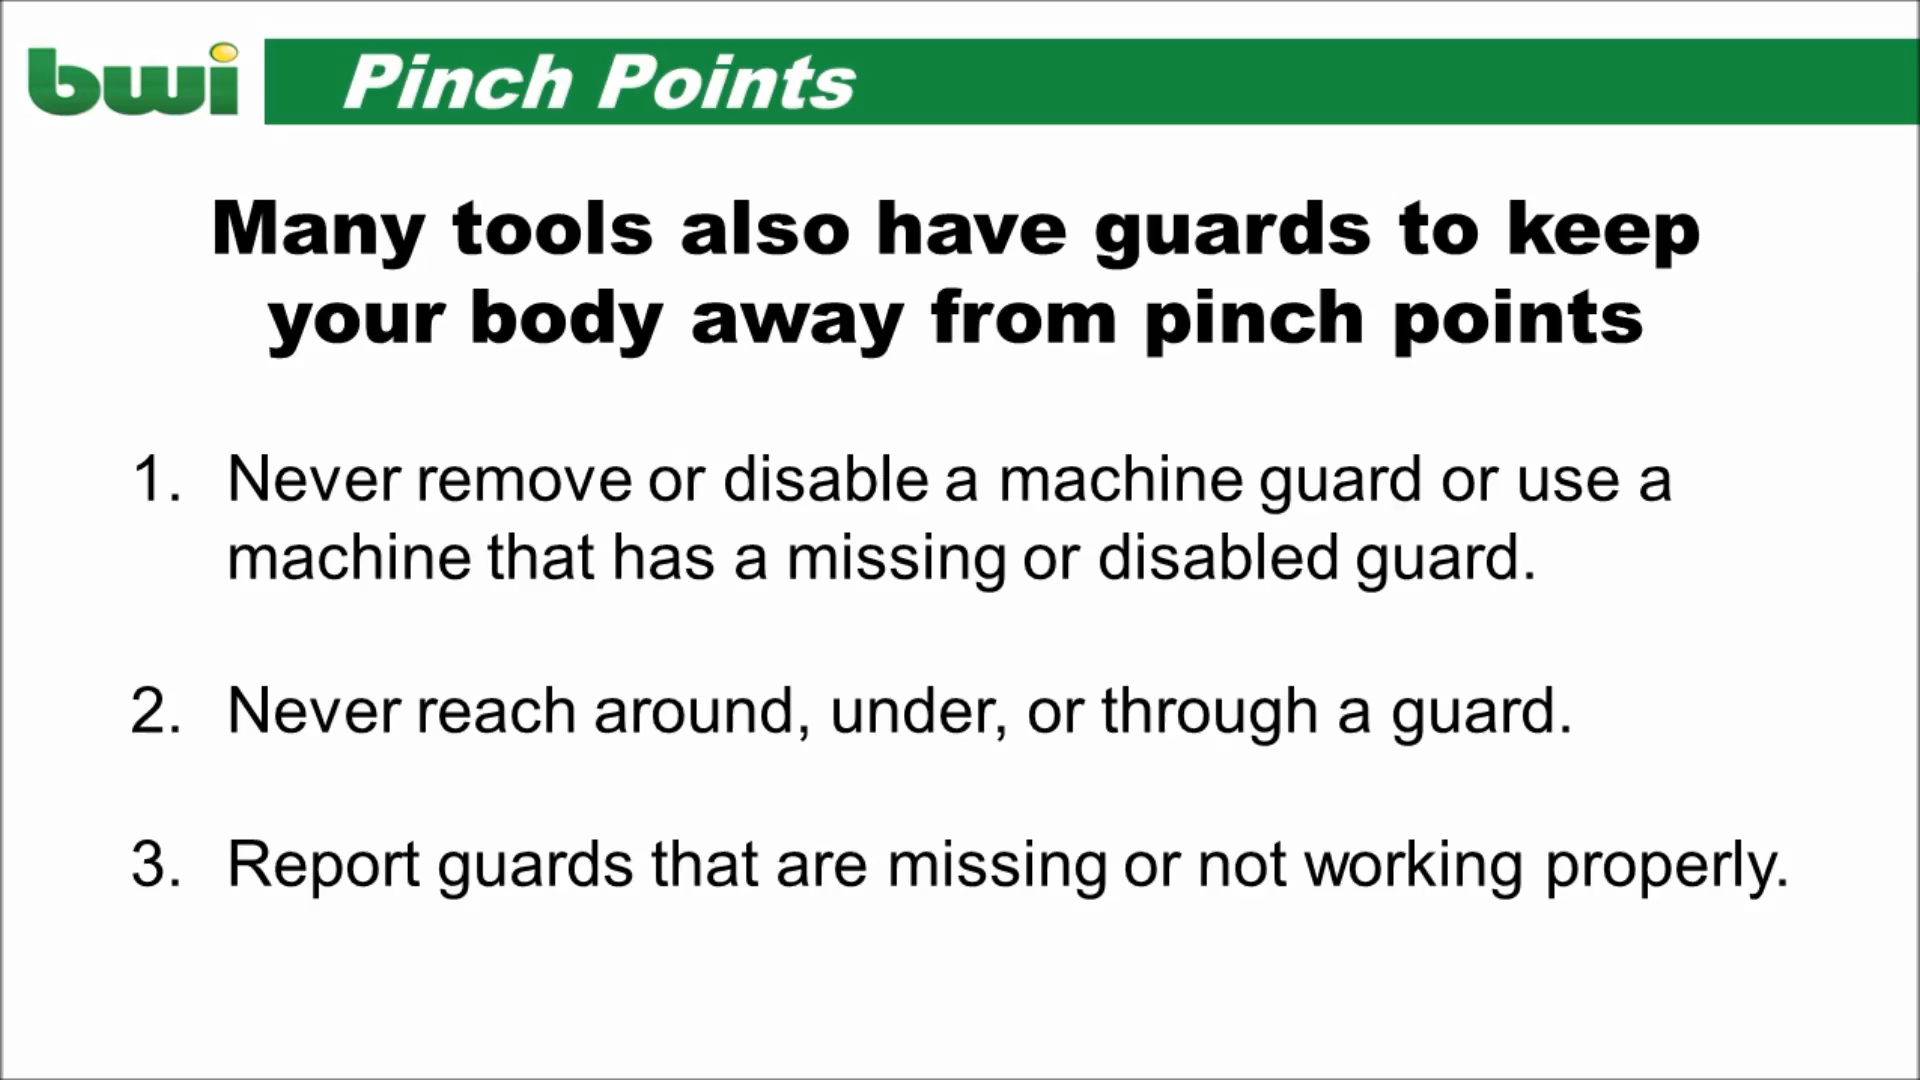 bwi
Pinch Points
Many tools also have guards to keep
your body away from pinch points
1. Never remove or disable a machine guard or use a
machine that has a missing or disabled guard.
2. Never reach around, under, or through a guard.
3. Report guards that are missing or not working properly.